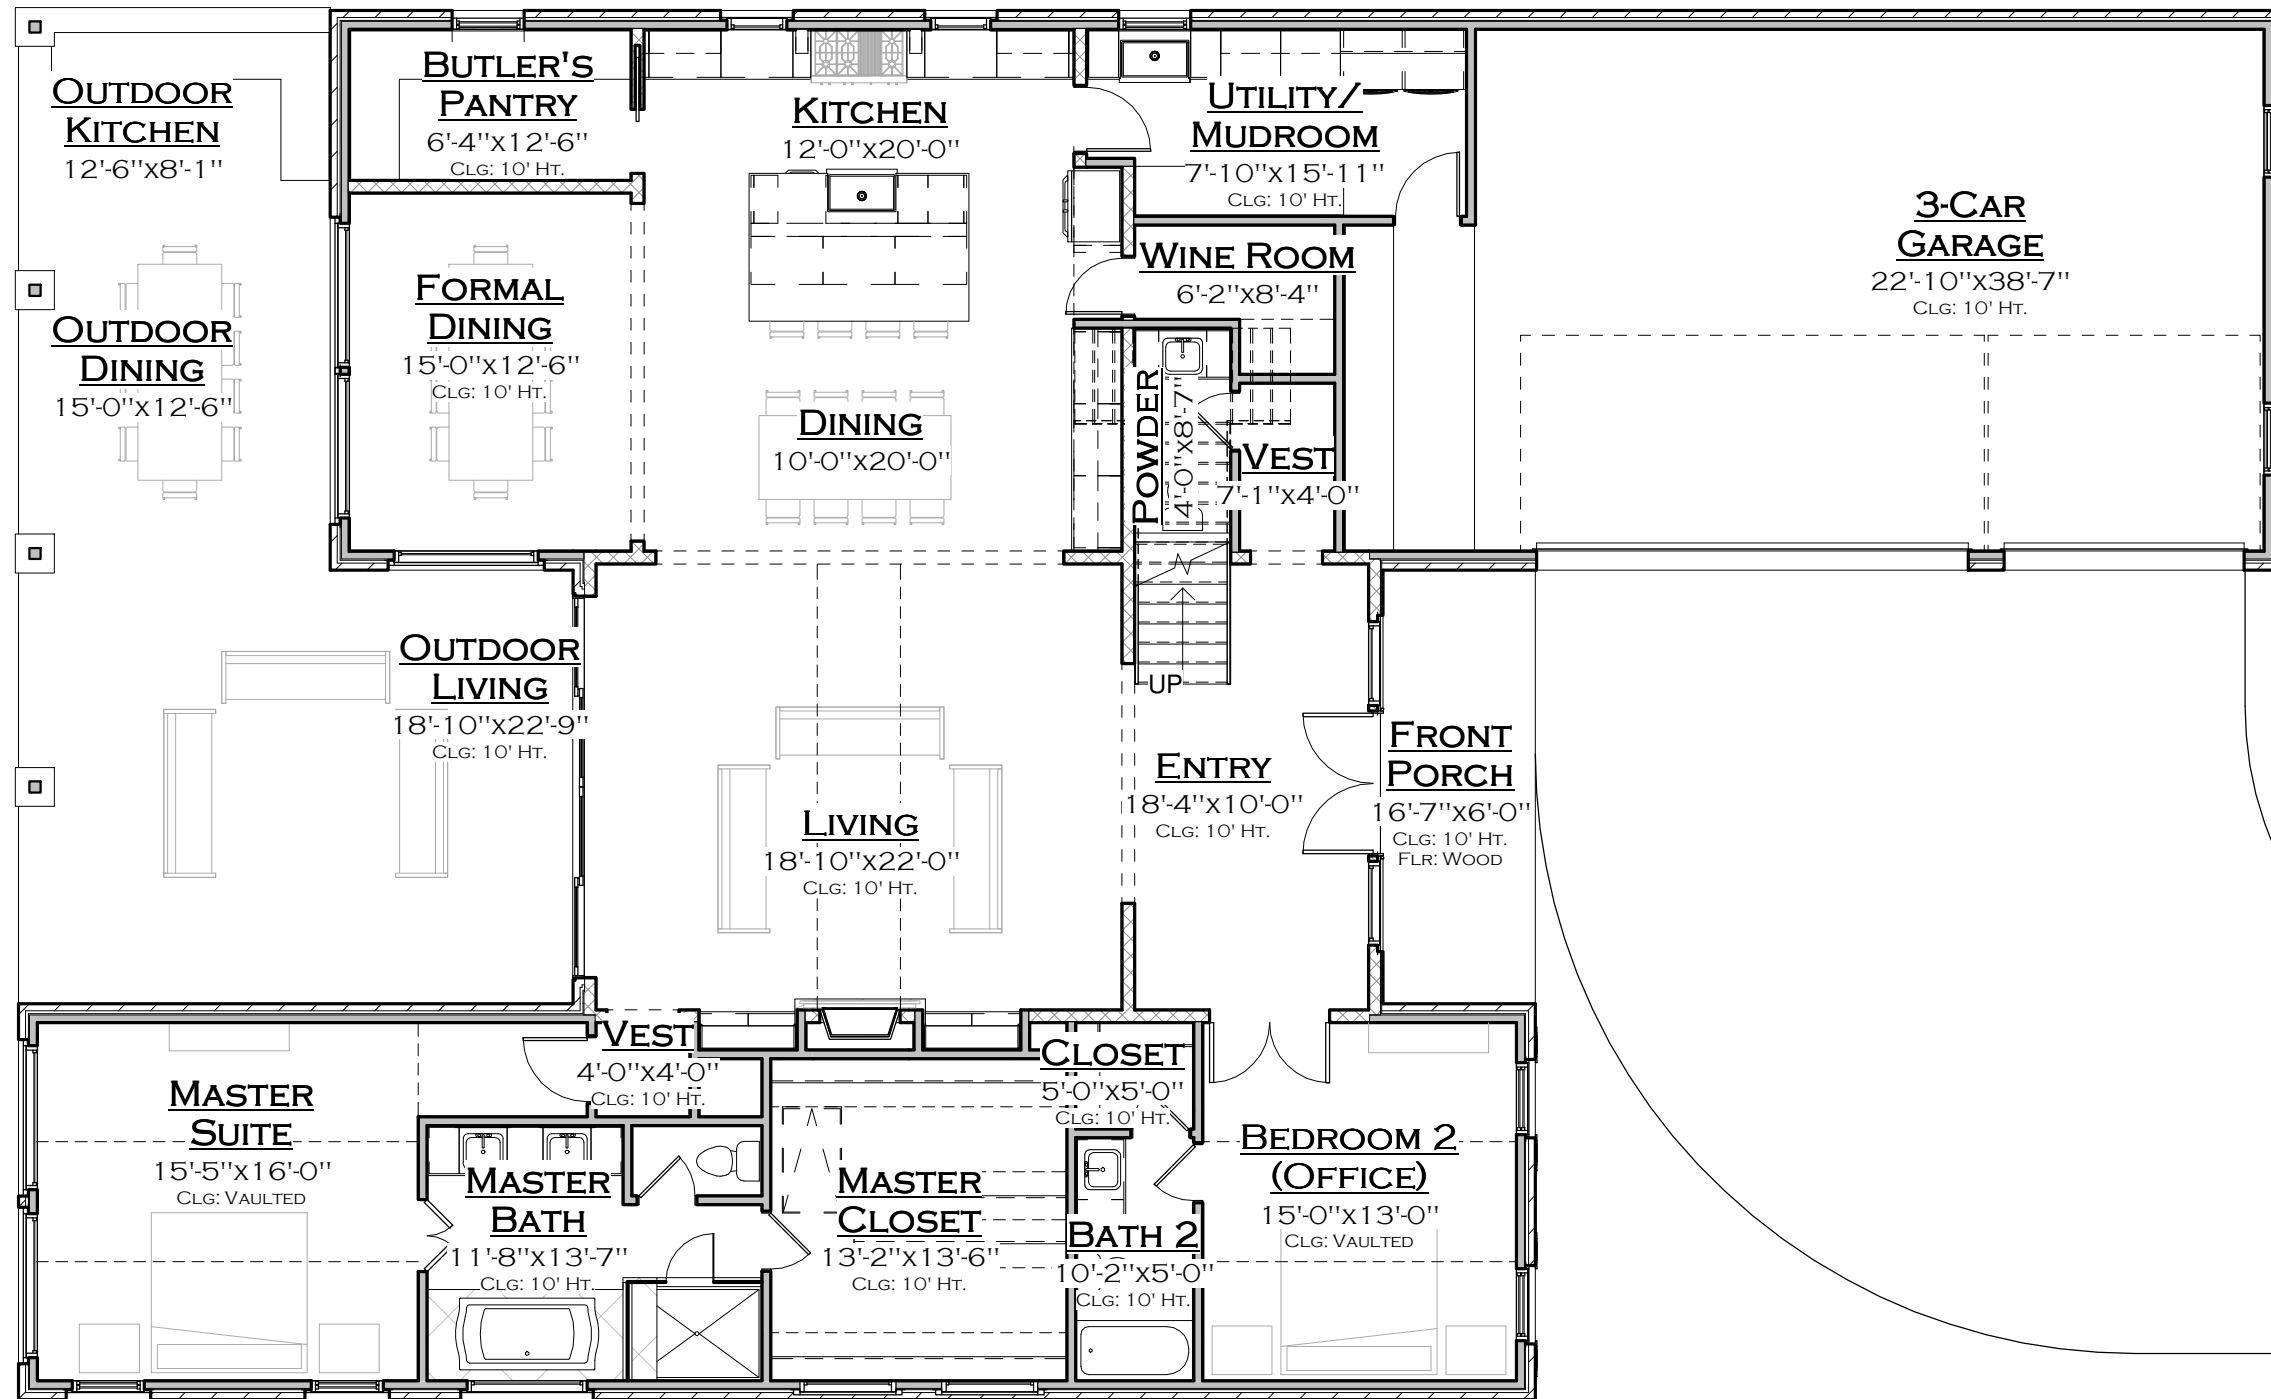 OUTDOOR
KITCHEN
12'-6"x8'-1"
BUTLER'S
PANTRY
6'-4"x12'-6"
CLG: 10' HT.
KITCHEN
12'-0"x20'-0"
UTILITY/
MUDROOM
7'-10"x15'-11"
CLG: 10' HT.
3-CAR
GARAGE
22'-10"x38'-7"
CLG: 10' HT.
WINE ROOM
6'-2"x8'-4"
OUTDOOR
DINING
15'-0"x12'-6"
FORMAL
DINING
15'-0"x12'-6"
CLG: 10' HT.
DINING
10'-0"x20'-0"
POWDER
4'-0"x8'-7"
VEST
7'-1"x4'-0"
OUTDOOR
LIVING
18'-10"x22'-9"
CLG: 10' HT.
UP
LIVING
18'-10"x22'-0"
CLG: 10' HT.
ENTRY
18'-4"x10'-0"
CLG: 10' HT.
FRONT
PORCH
16'-7"x6'-0"
CLG: 10' HT.
FLR: WOOD
VEST
4'-0"x4'-0"
CLG: 10' HT.
CLOSET
5'-0"x5'-0"
CLG: 10' HT.
MASTER
SUITE
15'-5"x16'-0"
CLG: VAULTED
MASTER
BATH
11'-8"x13'-7"
CLG: 10' HT.
MASTER
CLOSET
13'-2"x13'-6"
CLG: 10' HT.
BATH 2
10'-2"x5'-0"
CLG: 10' HT.
BEDROOM 2
(OFFICE)
15'-0"x13'-0"
CLG: VAULTED